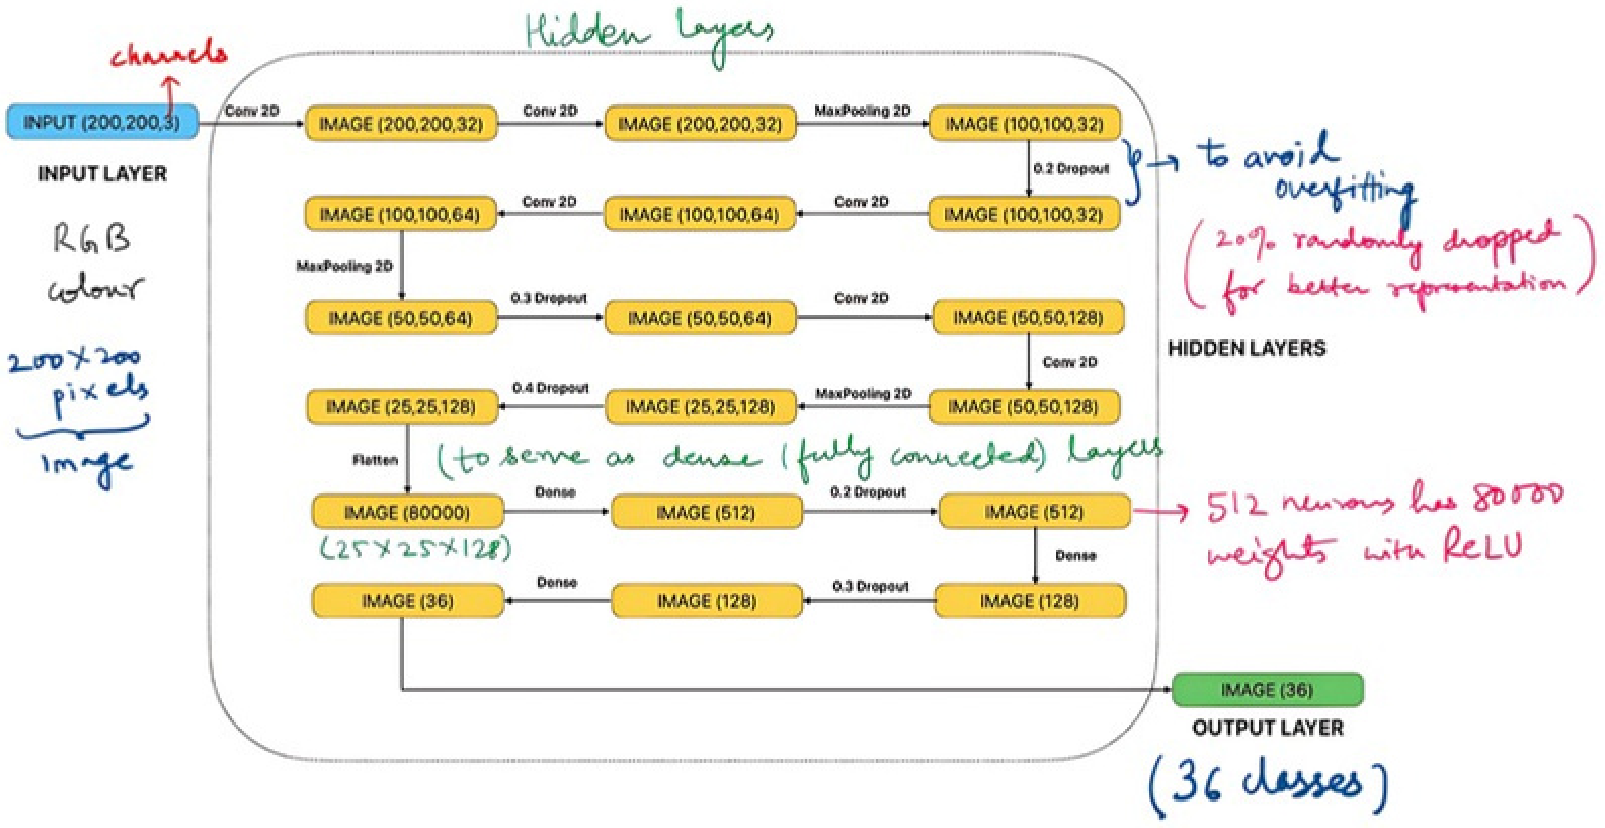 Hidden Layers
channels
INPUT (200,200,3)
Conv 2D
IMAGE (200,200,32)
Conv 2D
IMAGE (200,200,32)
MaxPooling 2D
IMAGE (100,100,32)
INPUT LAYER
0.2 Dropout
to avoid
overfitting
IMAGE (100,100,64)
Conv 2D
IMAGE (100,100,64)
Conv 2D
IMAGE (100,100,32)
RGB
colour
(20% randomly dropped
for better representation)
MaxPooling 2D
IMAGE (50,50,64)
0.3 Dropout
IMAGE (50,50,64)
Conv 2D
IMAGE (50,50,128)
HIDDEN LAYERS
200X200
pixels
Image
Conv 2D
IMAGE (25,25,128)
0.4 Dropout
IMAGE (25,25,128)
MaxPooling 2D
IMAGE (50,50,128)
Flatten
(to serve as dense (fully connected) layers
IMAGE (80000)
Dense
IMAGE (512)
0.2 Dropout
IMAGE (512)
512 neurons has 80000
weights with ReLU
(25X25X128)
Dense
IMAGE (36)
Dense
IMAGE (128)
0.3 Dropout
IMAGE (128)
IMAGE (36)
OUTPUT LAYER
(36 classes)